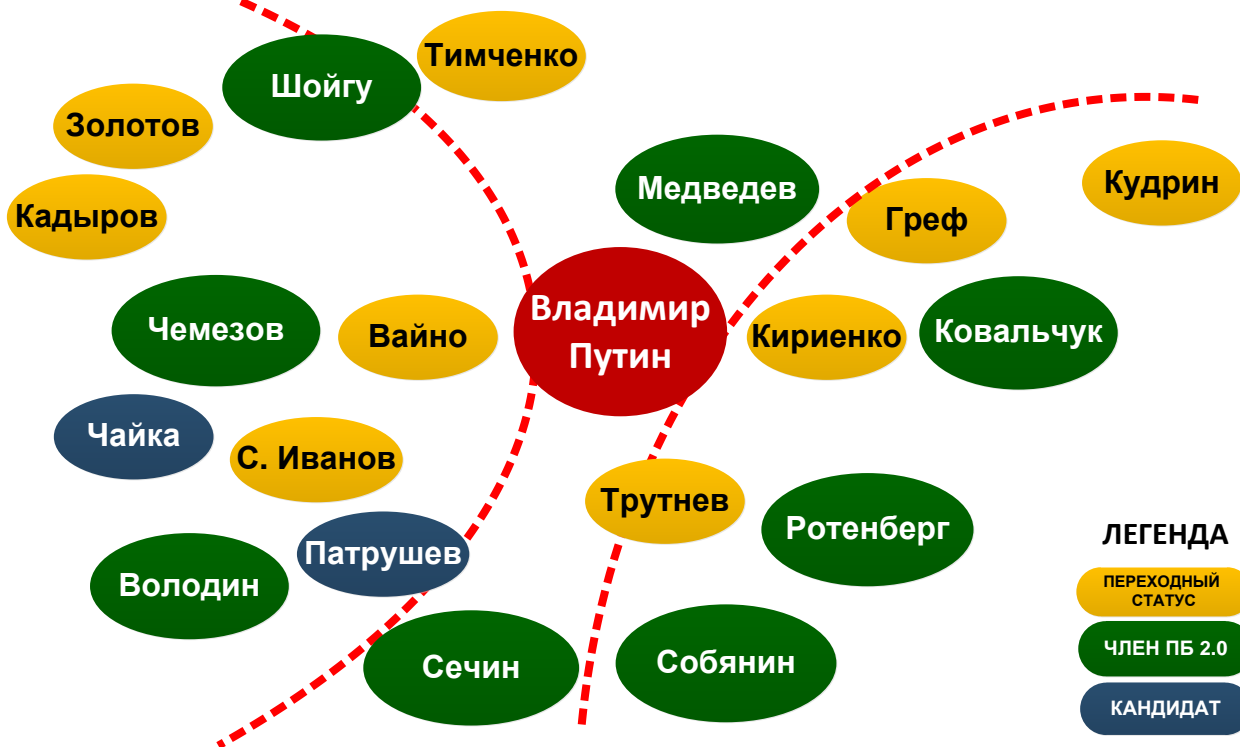 Тимченко
Шойгу
Золотов
Медведев
Кудрин
Кадыров
Греф
Владимир
Путин
Чемезов
Вайно
Кириенко
Ковальчук
Чайка
С. Иванов
Трутнев
Ротенберг
Патрушев
Володин
Сечин
Собянин
ЛЕГЕНДА
ПЕРЕХОДНЫЙ
СТАТУС
ЧЛЕН ПБ 2.0
КАНДИДАТ